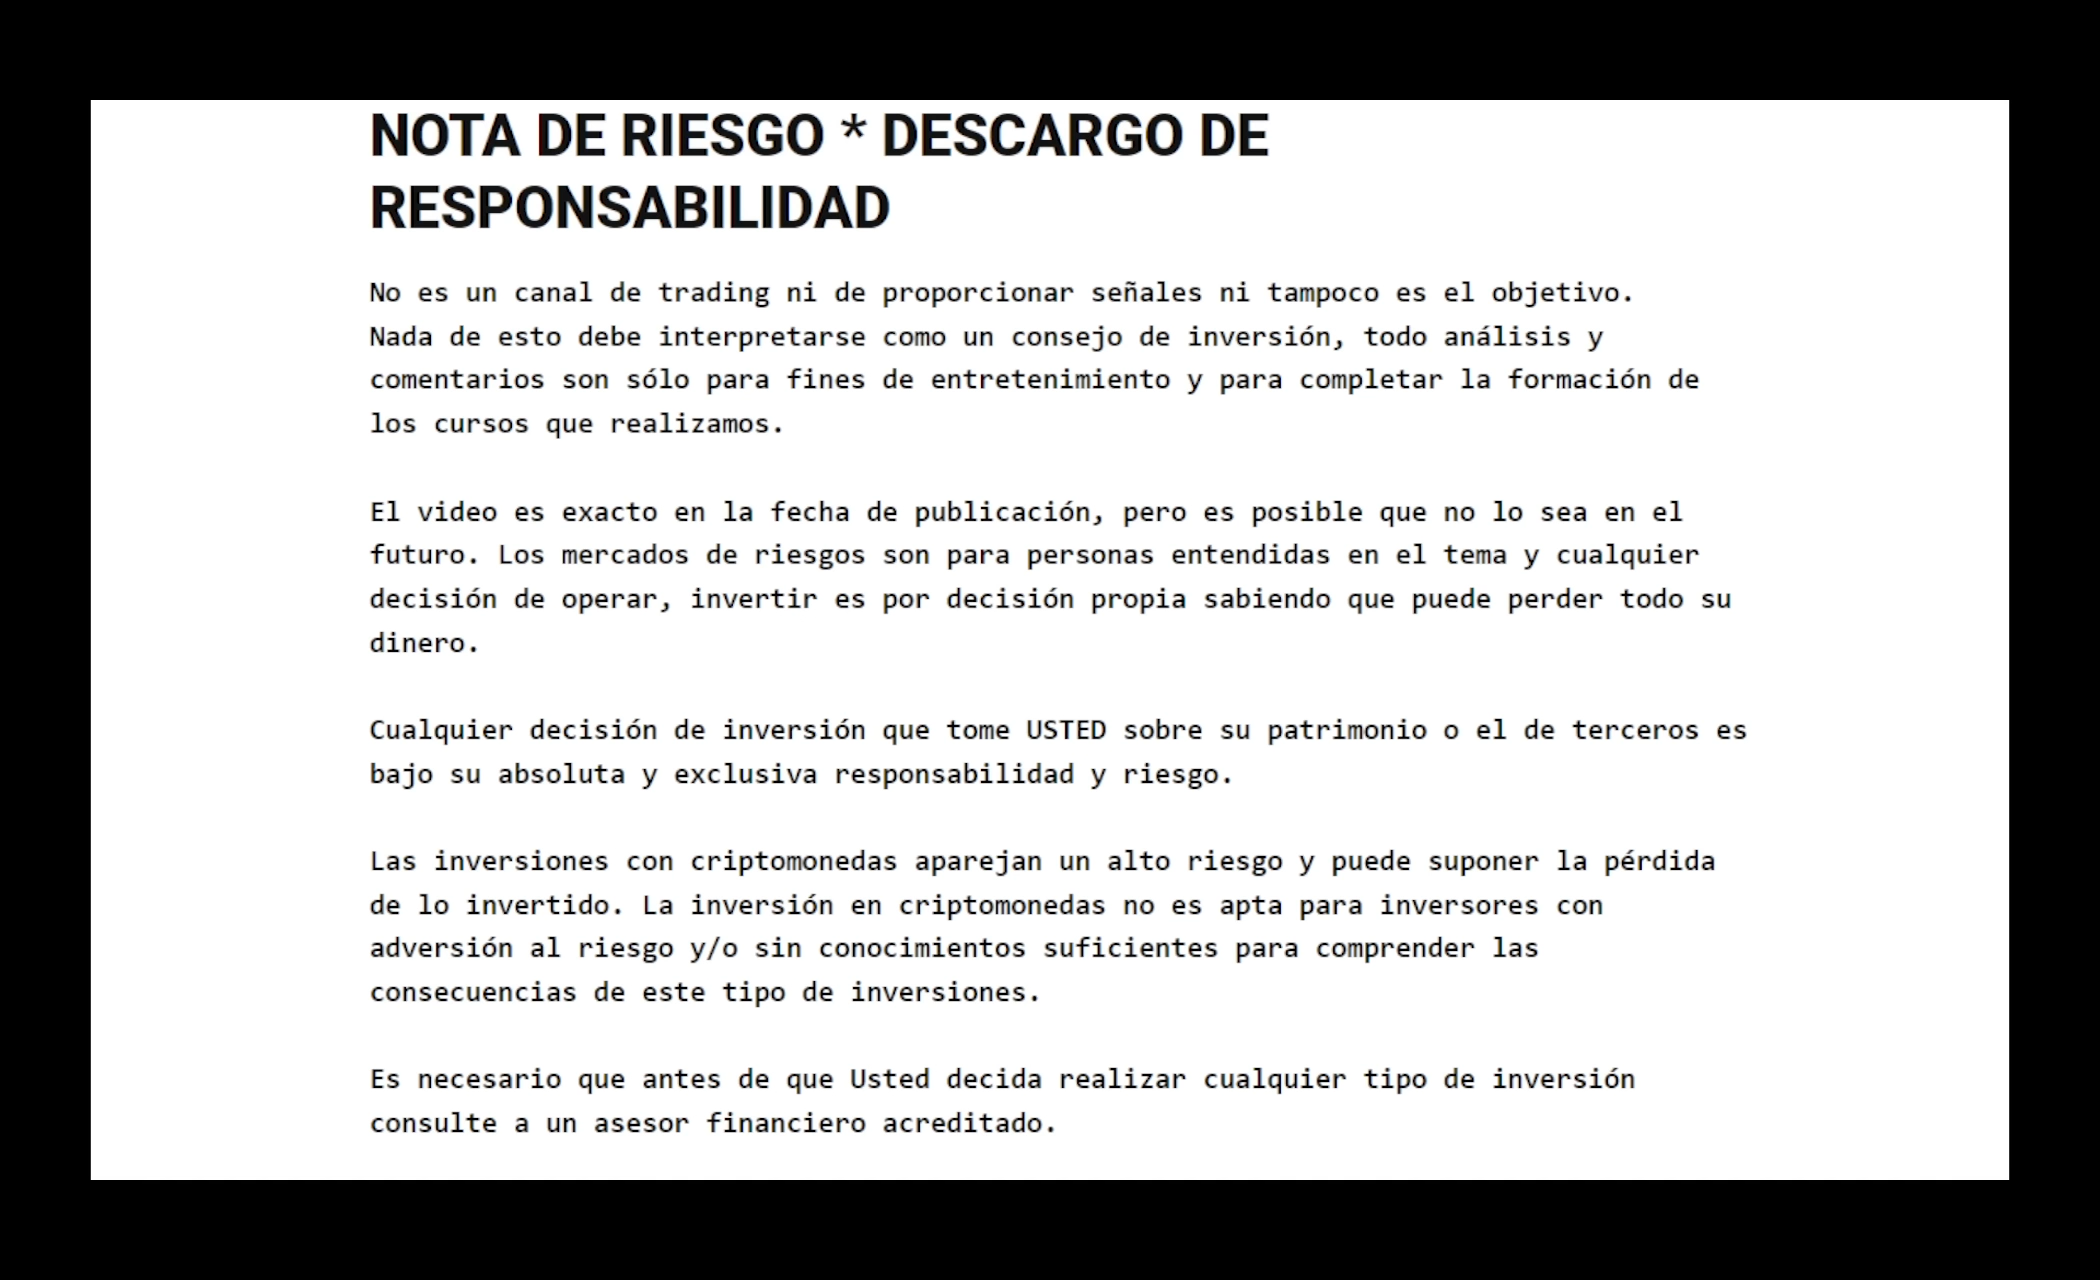 NOTA DE RIESGO * DESCARGO DE
RESPONSABILIDAD
No es un canal de trading ni de proporcionar señales ni tampoco es el objetivo.
Nada de esto debe interpretarse como un consejo de inversión, todo análisis y
comentarios son sólo para fines de entretenimiento y para completar la formación de
los cursos que realizamos.
El video es exacto en la fecha de publicación, pero es posible que no lo sea en el
futuro. Los mercados de riesgos son para personas entendidas en el tema y cualquier
decisión de operar, invertir es por decisión propia sabiendo que puede perder todo su
dinero.
Cualquier decisión de inversión que tome USTED sobre su patrimonio o el de terceros es
bajo su absoluta y exclusiva responsabilidad y riesgo.
Las inversiones con criptomonedas aparejan un alto riesgo y puede suponer la pérdida
de lo invertido. La inversión en criptomonedas no es apta para inversores con
adversión al riesgo y/o sin conocimientos suficientes para comprender las
consecuencias de este tipo de inversiones.
Es necesario que antes de que Usted decida realizar cualquier tipo de inversión
consulte a un asesor financiero acreditado.